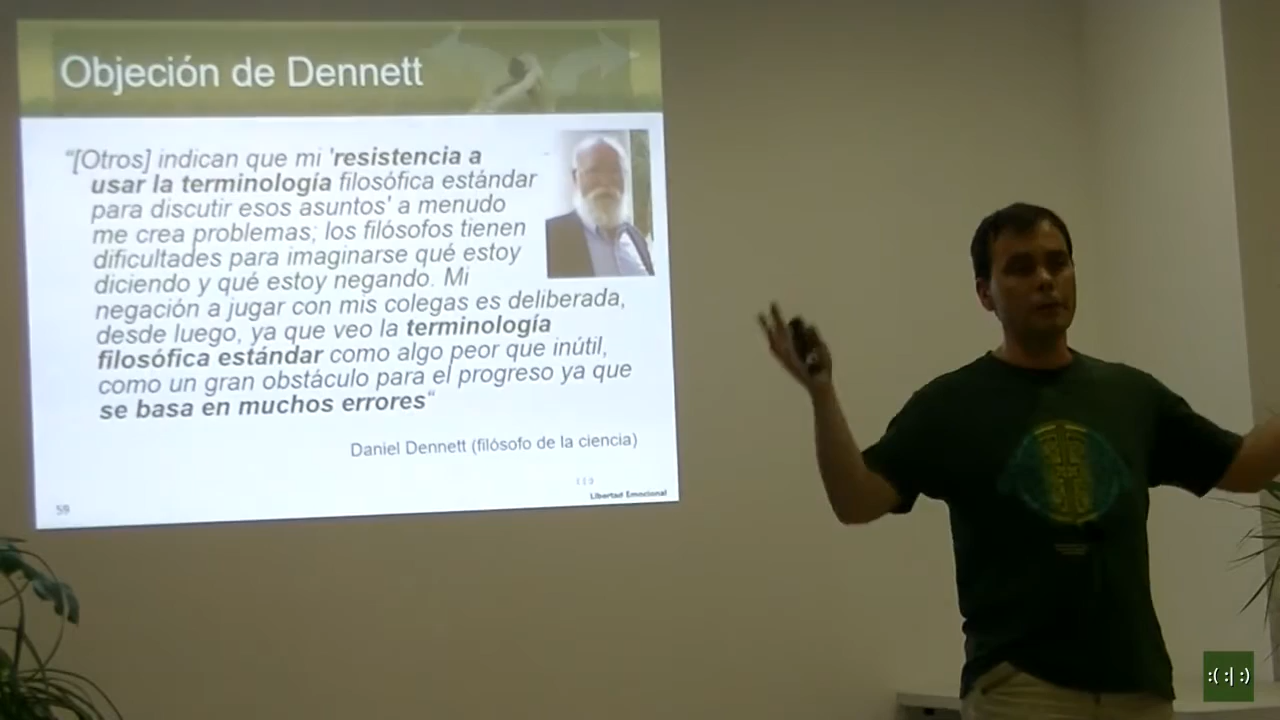 Objeción de Dennett
“[Otros] indican que mi 'resistencia a
usar la terminología filosófica estándar
para discutir esos asuntos' a menudo
me crea problemas; los filósofos tienen
dificultades para imaginarse qué estoy
diciendo y qué estoy negando. Mi
negación a jugar con mis colegas es deliberada,
desde luego, ya que veo la terminología
filosófica estándar como algo peor que inútil,
como un gran obstáculo para el progreso ya que
se basa en muchos errores“
Daniel Dennett (filósofo de la ciencia)
Libertad Emocional
59
:( :| :)